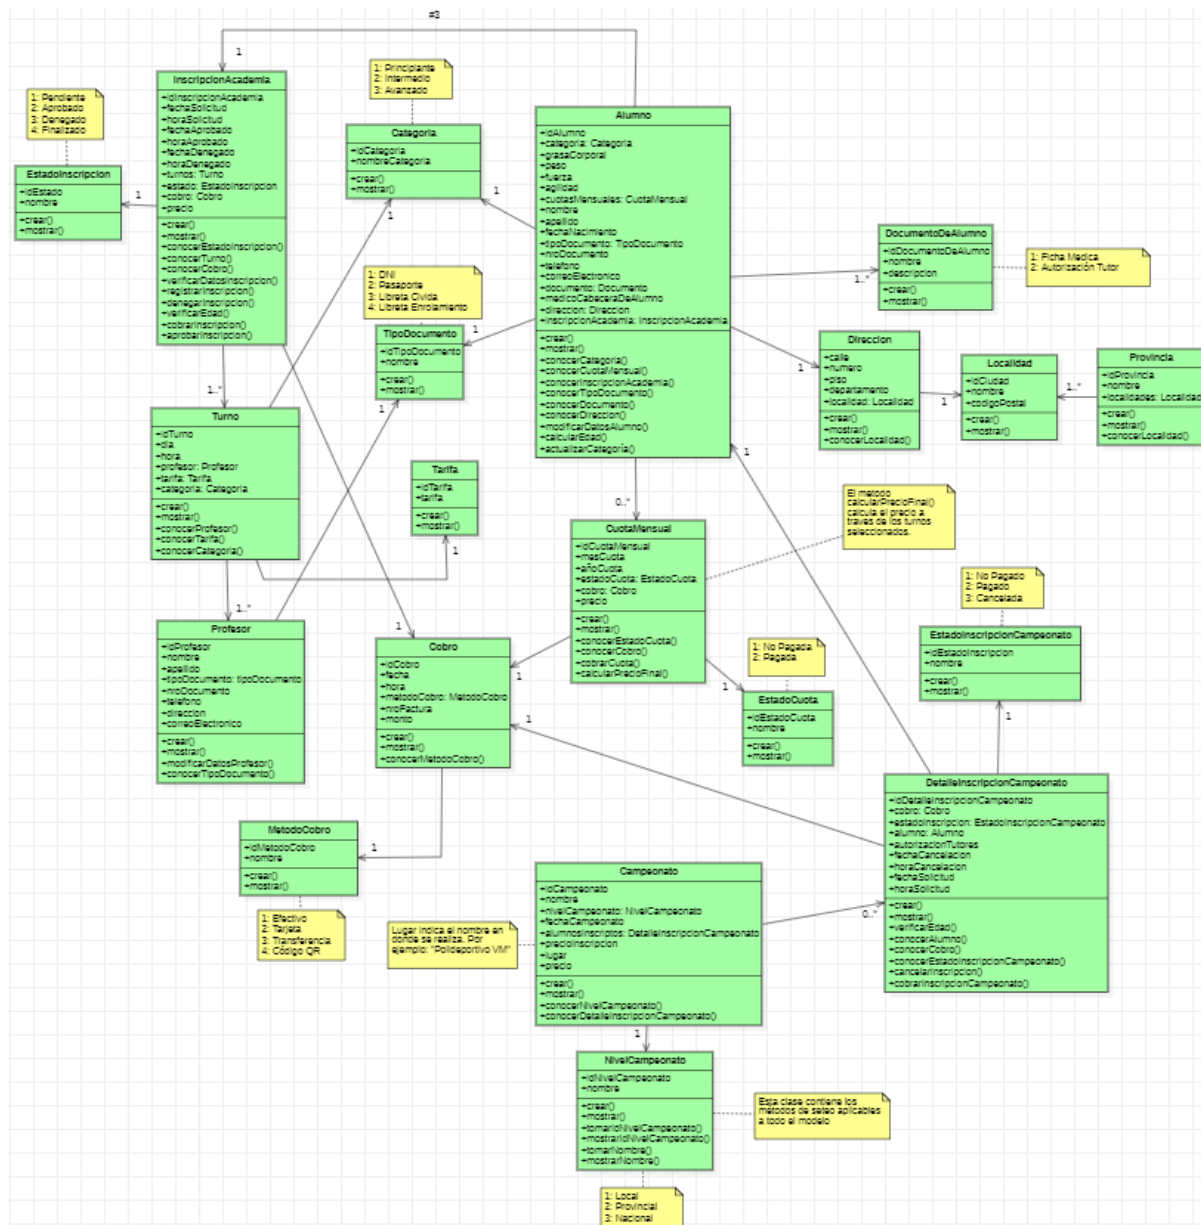 #3
1
InscripcionAcademia
+idInscripcionAcademia
+fechaSolicitud
+horaSolicitud
+fechaAprobado
+horaAprobado
+fechaDenegado
+horaDenegado
+turnos: Turno
+estado: EstadoInscripcion
+cobro: Cobro
+precio
+crear()
+mostrar()
+conocerEstadoInscripcion()
+conocerTurno()
+conocerCobro()
+verificarDatosInscripcion()
+registrarInscripcion()
+denegarInscripcion()
+verificarEdad()
+cobrarInscripcion()
+aprobarInscripcion()
1: Pendiente
2: Aprobado
3: Denegado
4: Finalizado
EstadoInscripcion
+idEstado
+nombre
+crear()
+mostrar()
1
1: Principiante
2: Intermedio
3: Avanzado
Categoria
+idCategoria
+nombreCategoria
+crear()
+mostrar()
1
1
Alumno
+idAlumno
+categoria: Categoria
+grasaCorporal
+peso
+fuerza
+agilidad
+cuotasMensuales: CuotaMensual
+nombre
+apellido
+fechaNacimiento
+tipoDocumento: TipoDocumento
+nroDocumento
+telefono
+correoElectronico
+documento: Documento
+medicoCabeceraDeAlumno
+direccion: Direccion
+inscripcionAcademia: InscripcionAcademia
+crear()
+mostrar()
+conocerCategoria()
+conocerCuotaMensual()
+conocerInscripcionAcademia()
+conocerTipoDocumento()
+conocerDocumento()
+conocerDireccion()
+modificarDatosAlumno()
+calcularEdad()
+actualizarCategoría()
DocumentoDeAlumno
+idDocumentoDeAlumno
+nombre
+descripcion
+crear()
+mostrar()
1..*
1: Ficha Medica
2: Autorización Tutor
1: DNI
2: Pasaporte
3: Libreta Civida
4: Libreta Enrolamiento
TipoDocumento
+idTipoDocumento
+nombre
+crear()
+mostrar()
1
1
Direccion
+calle
+numero
+piso
+departamento
+localidad: Localidad
+crear()
+mostrar()
+conocerLocalidad()
1
Localidad
+idCiudad
+nombre
+codigoPostal
+crear()
+mostrar()
1
1..*
Provincia
+idProvincia
+nombre
+localidades: Localidad
+crear()
+mostrar()
+conocerLocalidad()
1..*
Turno
+idTurno
+dia
+hora
+profesor: Profesor
+tarifa: Tarifa
+categoria: Categoria
+crear()
+mostrar()
+conocerProfesor()
+conocerTarifa()
+conocerCategoria()
Tarifa
+idTarifa
+tarifa
+crear()
+mostrar()
1
1..*
Profesor
+idProfesor
+nombre
+apellido
+tipoDocumento: tipoDocumento
+nroDocumento
+telefono
+direccion
+correoElectronico
+crear()
+mostrar()
+modificarDatosProfesor()
+conocerTipoDocumento()
0..*
CuotaMensual
+idCuotaMensual
+mesCuota
+añoCuota
+estadoCuota: EstadoCuota
+cobro: Cobro
+precio
+crear()
+mostrar()
+conocerEstadoCuota()
+conocerCobro()
+cobrarCuota()
+calcularPrecioFinal()
El metodo
calcularPrecioFinal()
calcula el precio a
traves de los turnos
seleccionados.
1
1: No Pagado
2: Pagado
3: Cancelada
EstadoInscripcionCampeonato
+idEstadoInscripcion
+nombre
+crear()
+mostrar()
1
1
Cobro
+idCobro
+fecha
+hora
+metodoCobro: MetodoCobro
+nroFactura
+monto
+crear()
+mostrar()
+conocerMetodoCobro()
1
1
1: No Pagada
2: Pagada
1
EstadoCuota
+idEstadoCuota
+nombre
+crear()
+mostrar()
DetalleInscripcionCampeonato
+idDetalleInscripcionCampeonato
+cobro: Cobro
+estadoInscripcion: EstadoInscripcionCampeonato
+alumno: Alumno
+autorizacionTutores
+fechaCancelacion
+horaCancelacion
+fechaSolicitud
+horaSolicitud
+crear()
+mostrar()
+verificarEdad()
+conocerAlumno()
+conocerCobro()
+conocerEstadoInscripcionCampeonato()
+cancelarInscripcion()
+cobrarInscripcionCampeonato()
MetodoCobro
+idMetodoCobro
+nombre
+crear()
+mostrar()
1
1: Efectivo
2: Tarjeta
3: Transferencia
4: Código QR
Lugar indica el nombre en
donde se realiza. Por
ejemplo: "Polideportivo VM"
Campeonato
+idCampeonato
+nombre
+nivelCampeonato: NivelCampeonato
+fechaCampeonato
+alumnosInscriptos: DetalleInscripcionCampeonato
+precioInscripcion
+lugar
+precio
+crear()
+mostrar()
+conocerNivelCampeonato()
+conocerDetalleInscripcionCampeonato()
0..*
1
NivelCampeonato
+idNivelCampeonato
+nombre
+crear()
+mostrar()
+tomarIdNivelCampeonato()
+mostrarIdNivelCampeonato()
+tomarNombre()
+mostrarNombre()
Esta clase contiene los
métodos de seteo aplicables
a todo el modelo
1: Local
2: Provincial
3: Nacional